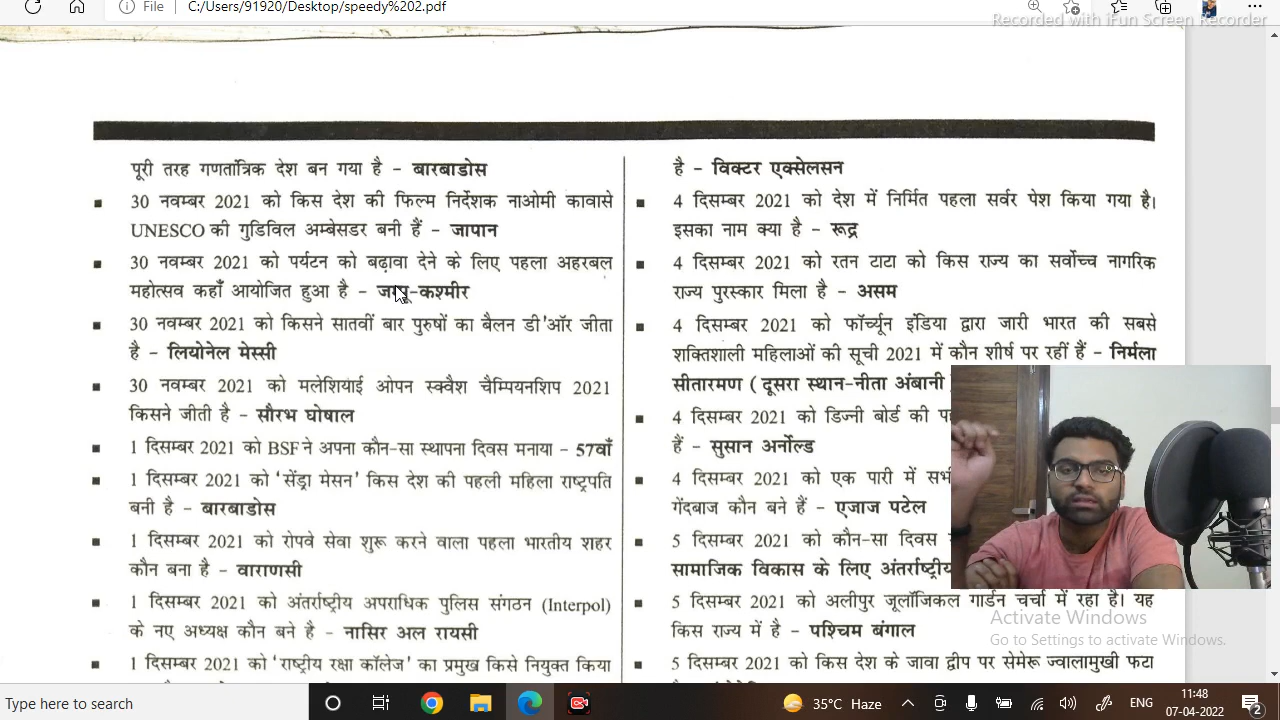 File
C:/Users/91920/Desktop/speedy%202.pdf
Recorded with iFun Screen Recorder
पूरी तरह गणतांत्रिक देश बन गया है - बारबाडोस
▪ 30 नवम्बर 2021 को किस देश की फिल्म निर्देशक नाओमी कावासे
UNESCO की गुडिविल अम्बेसडर बनी हैं - जापान
▪ 30 नवम्बर 2021 को पर्यटन को बढ़ावा देने के लिए पहला अहरबल
महोत्सव कहाँ आयोजित हुआ है - जम्मू-कश्मीर
▪ 30 नवम्बर 2021 को किसने सातवीं बार पुरुषों का बैलन डी'ऑर जीता
है - लियोनेल मेस्सी
▪ 30 नवम्बर 2021 को मलेशियाई ओपन स्क्वैश चैम्पियनशिप 2021
किसने जीती है - सौरभ घोषाल
▪ 1 दिसम्बर 2021 को BSF ने अपना कौन-सा स्थापना दिवस मनाया - 57वाँ
▪ 1 दिसम्बर 2021 को 'सेंड्रा मेसन' किस देश की पहली महिला राष्ट्रपति
बनी है - बारबाडोस
▪ 1 दिसम्बर 2021 को रोपवे सेवा शुरू करने वाला पहला भारतीय शहर
कौन बना है - वाराणसी
▪ 1 दिसम्बर 2021 को अंतर्राष्ट्रीय अपराधिक पुलिस संगठन (Interpol)
के नए अध्यक्ष कौन बने है - नासिर अल रायसी
▪ 1 दिसम्बर 2021 को 'राष्ट्रीय रक्षा कॉलेज' का प्रमुख किसे नियुक्त किया
है - विक्टर एक्सेलसन
▪ 4 दिसम्बर 2021 को देश में निर्मित पहला सर्वर पेश किया गया है।
इसका नाम क्या है - रूद्र
▪ 4 दिसम्बर 2021 को रतन टाटा को किस राज्य का सर्वोच्च नागरिक
राज्य पुरस्कार मिला है - असम
▪ 4 दिसम्बर 2021 को फॉर्च्यून इंडिया द्वारा जारी भारत की सबसे
शक्तिशाली महिलाओं की सूची 2021 में कौन शीर्ष पर रहीं हैं - निर्मला
सीतारमण (दूसरा स्थान-नीता अंबानी
▪ 4 दिसम्बर 2021 को डिज्नी बोर्ड की
हैं - सुसान अर्नोल्ड
▪ 4 दिसम्बर 2021 को एक पारी में
गेंदबाज कौन बने हैं - एजाज पटेल
▪ 5 दिसम्बर 2021 को कौन-सा दिवस
सामाजिक विकास के लिए
▪ 5 दिसम्बर 2021 को अलीपुर जूलॉजिकल गार्डन चर्चा में रहा है। यह
किस राज्य में है - पश्चिम बंगाल
▪ 5 दिसम्बर 2021 को किस देश के जावा द्वीप पर सेमेरू ज्वालामुखी फटा
Activate Windows
Go to Settings to activate Windows.
Type here to search
35°C Haze
ENG
11:48
07-04-2022
2